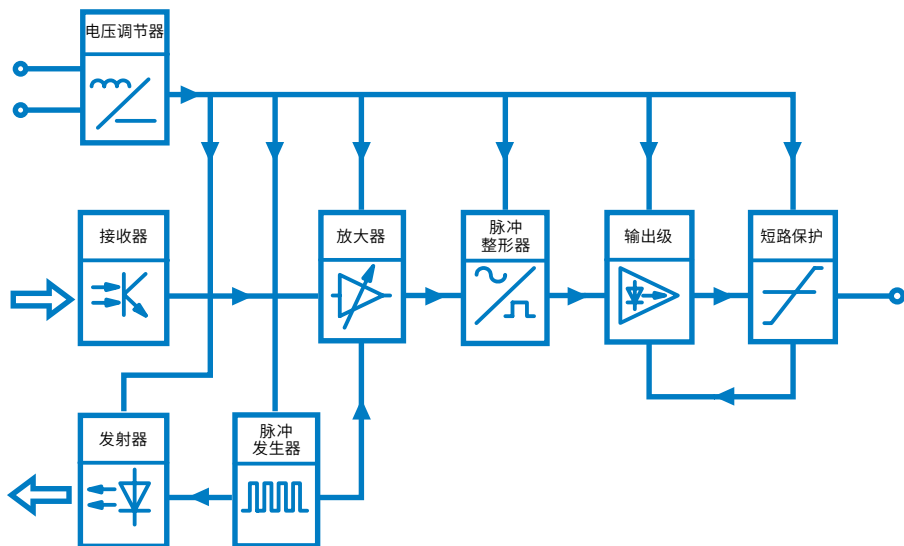 电压调节器
接收器
放大器
脉冲
整形器
输出级
短路保护
发射器
脉冲
发生器